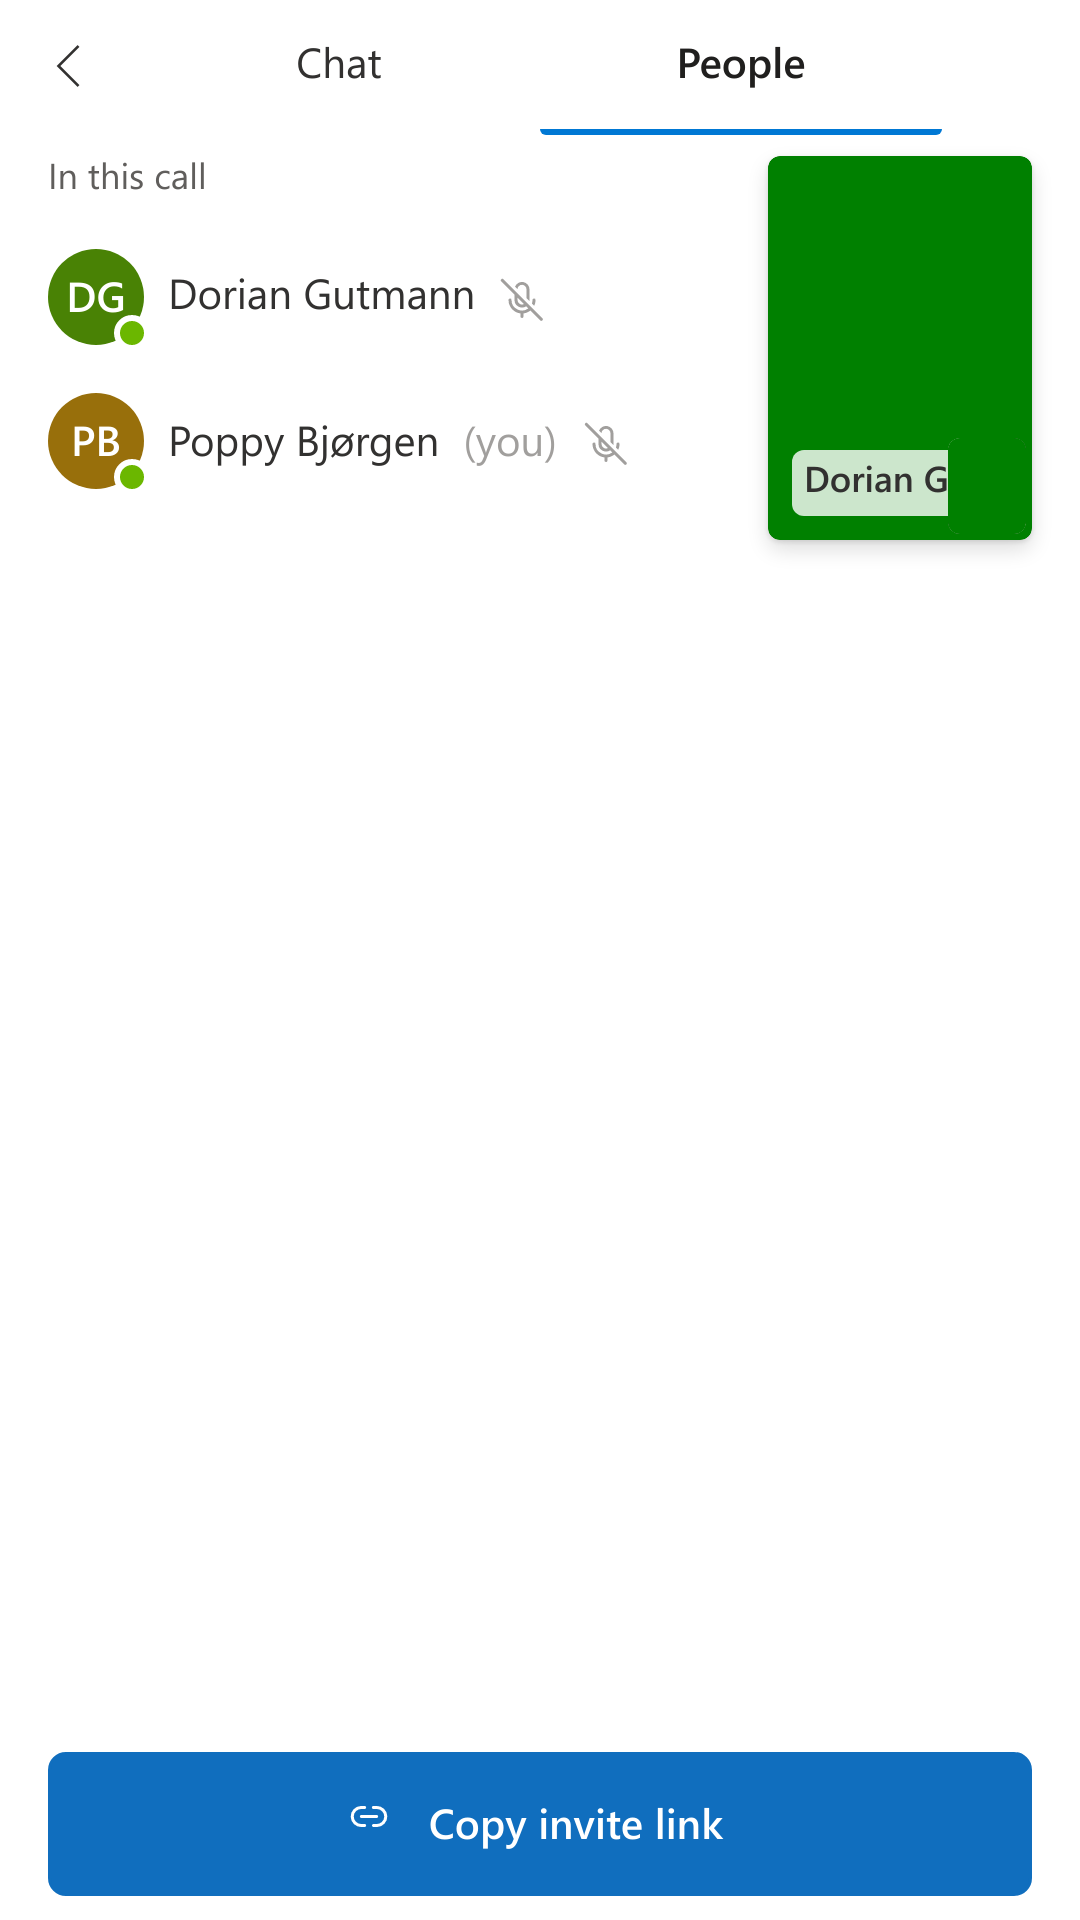 Chat
People
In this call
DG
Dorian Gutmann
PB
Poppy Bjørgen (you)
Dorian G
Copy invite link